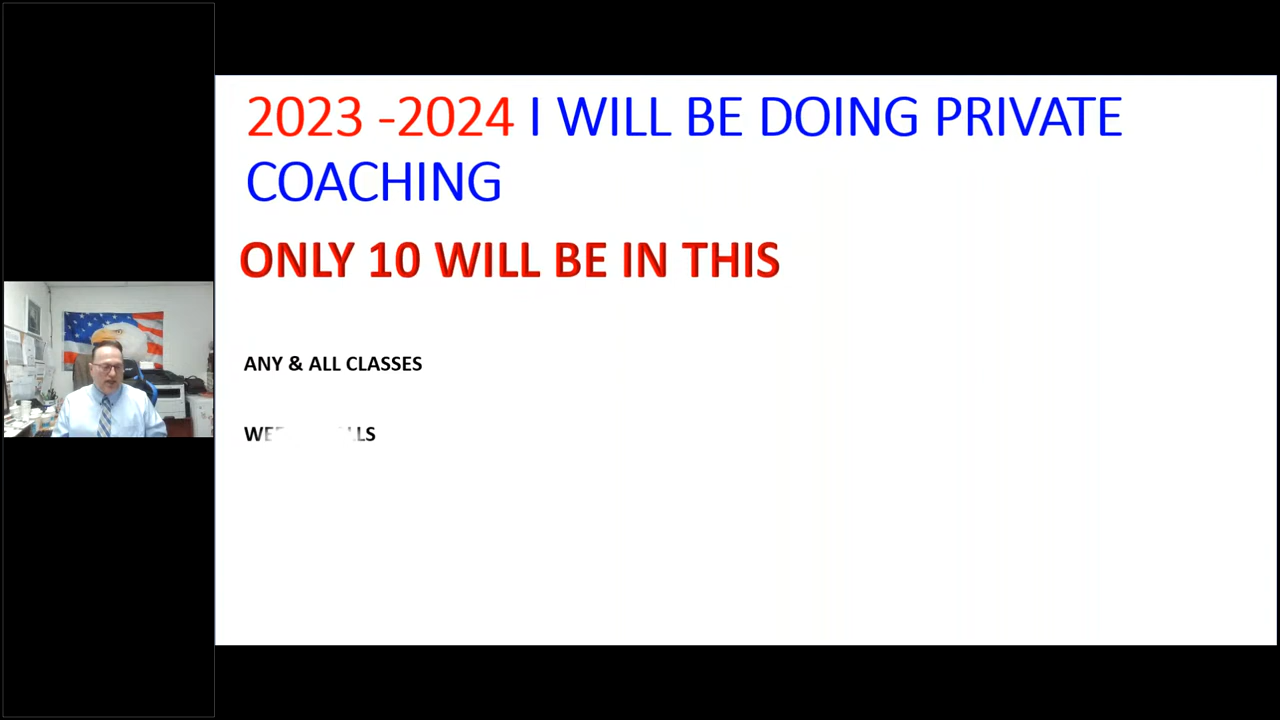 2023 -2024 I WILL BE DOING PRIVATE
COACHING
ONLY 10 WILL BE IN THIS
ANY & ALL CLASSES